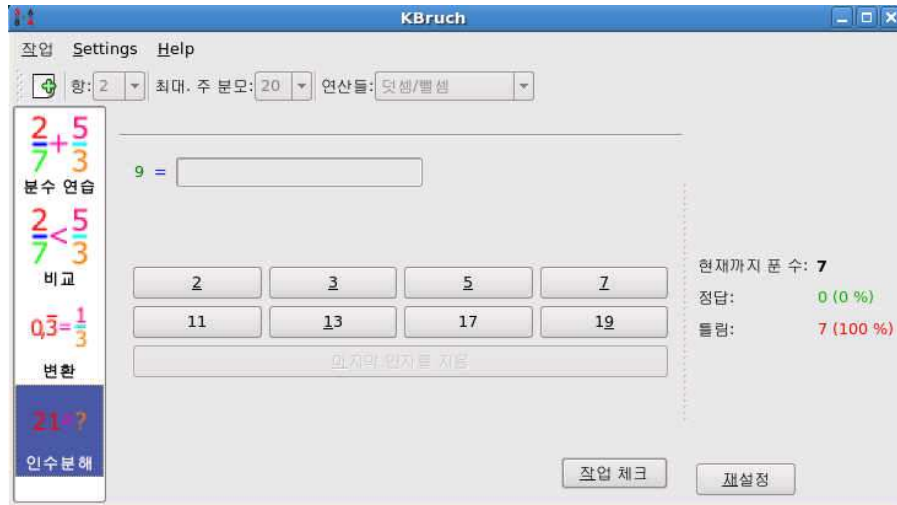 KBruch
작업 Settings Help
항: 2 최대. 주 분모: 20 연산들: 덧셈/뺄셈
2/7 + 5/3
분수 연습
2/7 < 5/3
비교
0,3̅ = 1/3
변환
21=?
인수분해
9 =
2 3 5 7
11 13 17 19
마지막 인자를 지움
작업 체크
현재까지 푼 수: 7
정답: 0 (0 %)
틀림: 7 (100 %)
재설정